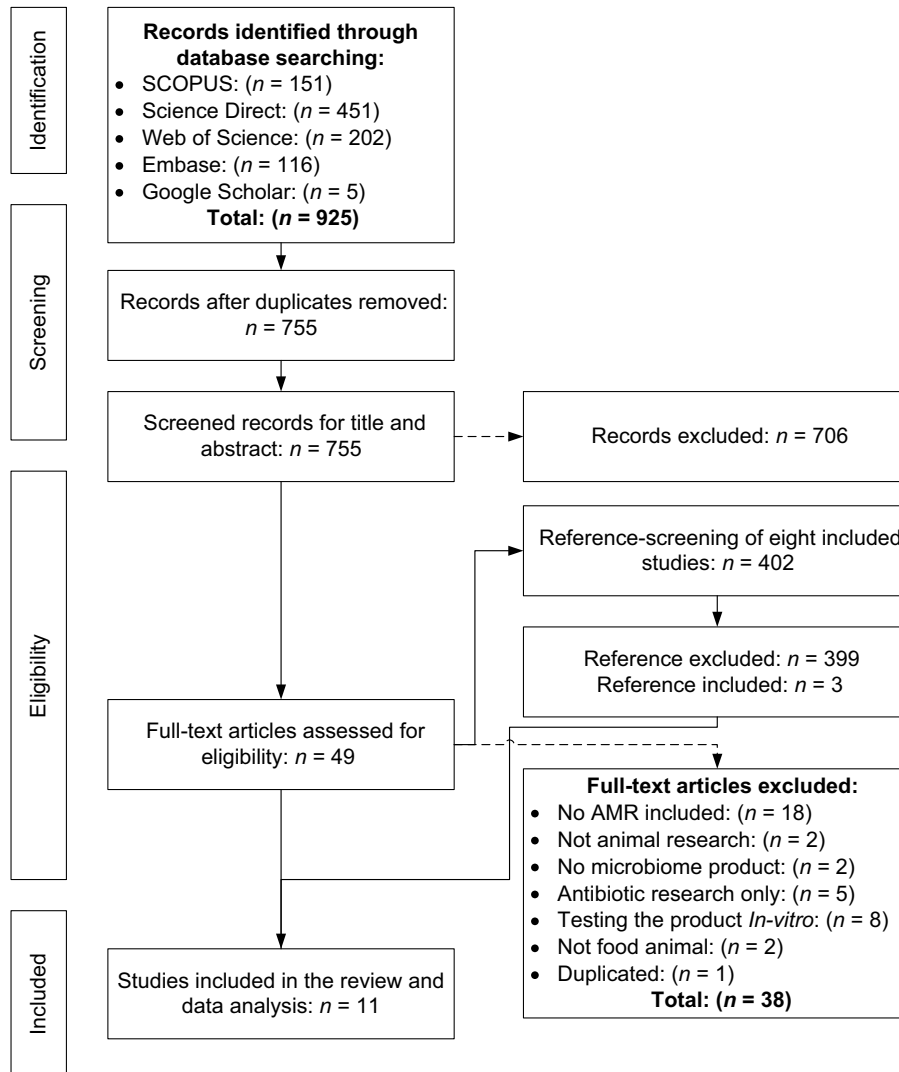 Identification
Records identified through
database searching:
• SCOPUS: (n = 151)
• Science Direct: (n = 451)
• Web of Science: (n = 202)
• Embase: (n = 116)
• Google Scholar: (n = 5)
Total: (n = 925)
Screening
Records after duplicates removed:
n = 755
Screened records for title and
abstract: n = 755
Records excluded: n = 706
Eligibility
Reference-screening of eight included
studies: n = 402
Reference excluded: n = 399
Reference included: n = 3
Full-text articles assessed for
eligibility: n = 49
Full-text articles excluded:
• No AMR included: (n = 18)
• Not animal research: (n = 2)
• No microbiome product: (n = 2)
• Antibiotic research only: (n = 5)
• Testing the product In-vitro: (n = 8)
• Not food animal: (n = 2)
• Duplicated: (n = 1)
Total: (n = 38)
Included
Studies included in the review and
data analysis: n = 11